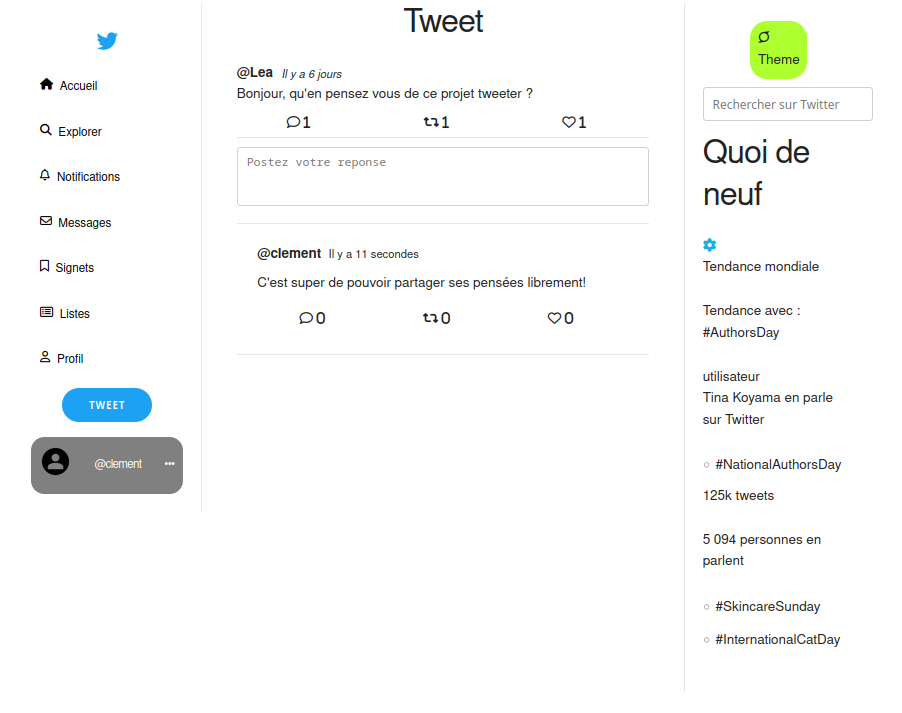 Accueil
Explorer
Notifications
Messages
Signets
Listes
Profil
TWEET
@clement
Tweet
@Lea Il y a 6 jours
Bonjour, qu'en pensez vous de ce projet tweeter ?
1 1 1
Postez votre reponse
@clement Il y a 11 secondes
C'est super de pouvoir partager ses pensées librement!
0 0 0
Theme
Rechercher sur Twitter
Quoi de
neuf
Tendance mondiale
Tendance avec :
#AuthorsDay
utilisateur
Tina Koyama en parle
sur Twitter
#NationalAuthorsDay
125k tweets
5 094 personnes en
parlent
#SkincareSunday
#InternationalCatDay